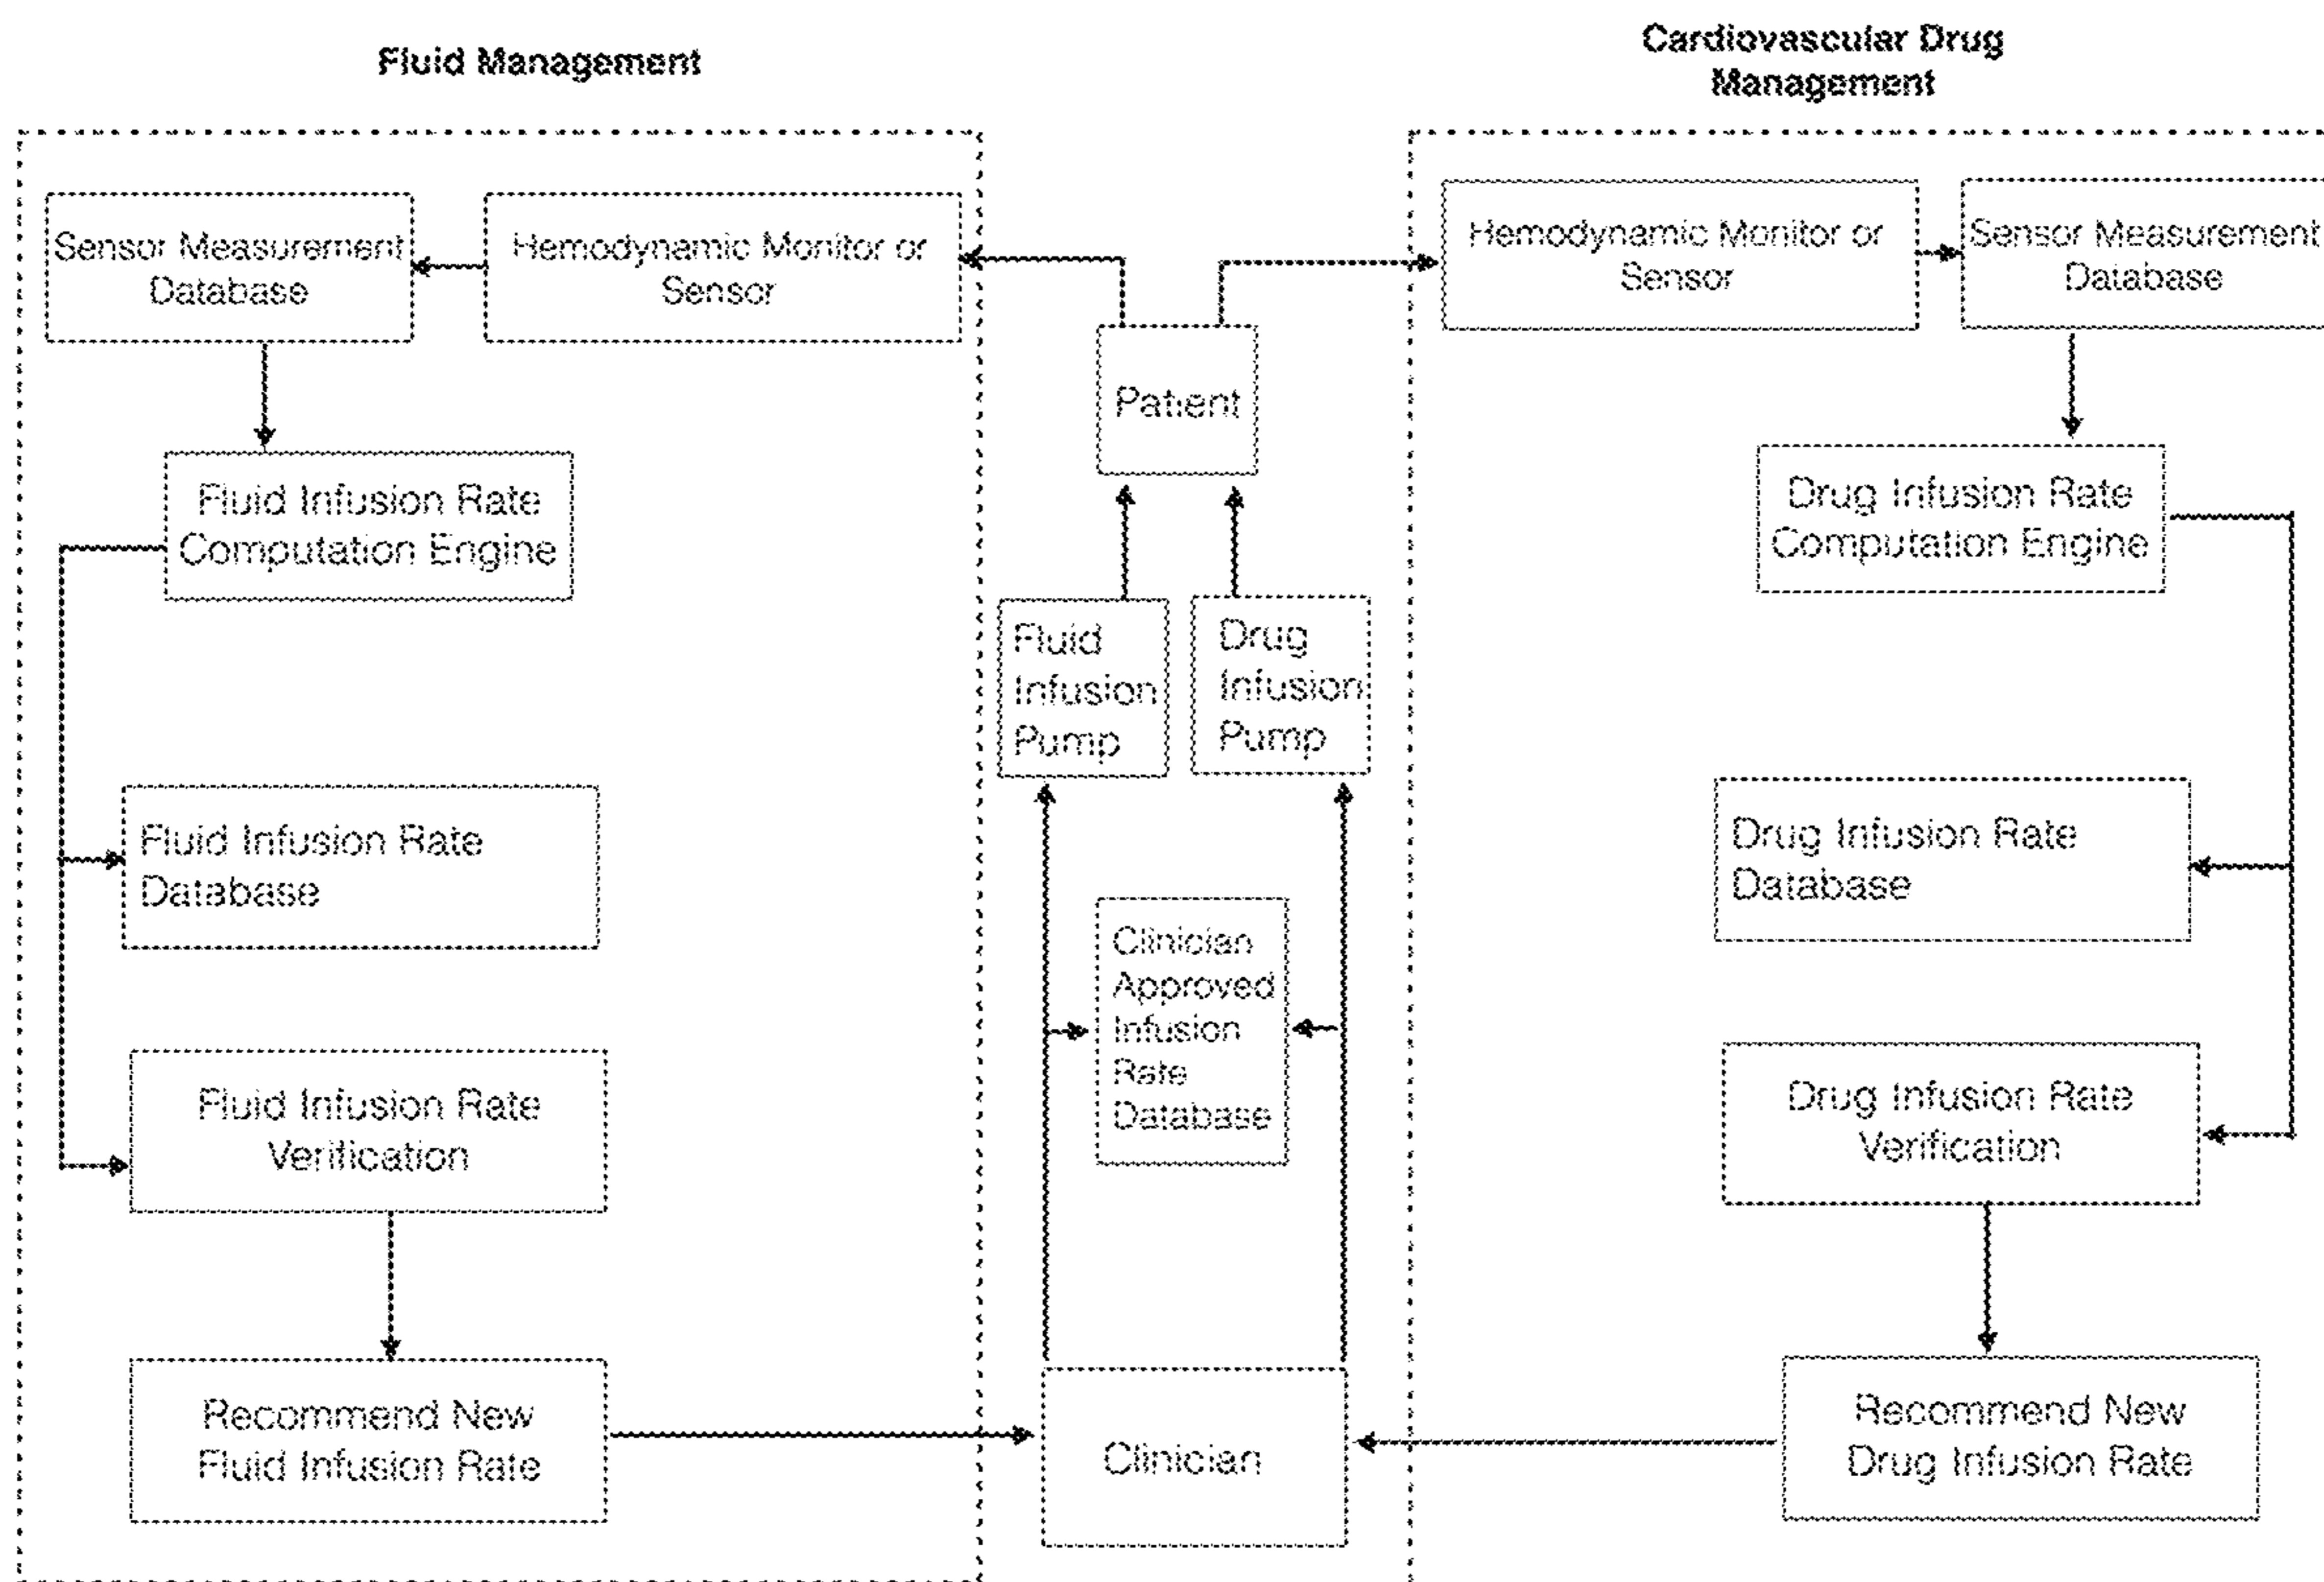 Fluid Management
Cardiovascular Drug
Management
Sensor Measurement
Database
Hemodynamic Monitor or
Sensor
Hemodynamic Monitor or
Sensor
Sensor Measurement
Database
Patient
Fluid Infusion Rate
Computation Engine
Drug Infusion Rate
Computation Engine
Fluid
Infusion
Pump
Drug
Infusion
Pump
Fluid Infusion Rate
Database
Clinician
Approved
Infusion
Rate
Database
Drug Infusion Rate
Database
Fluid Infusion Rate
Verification
Drug Infusion Rate
Verification
Recommend New
Fluid Infusion Rate
Clinician
Recommend New
Drug Infusion Rate